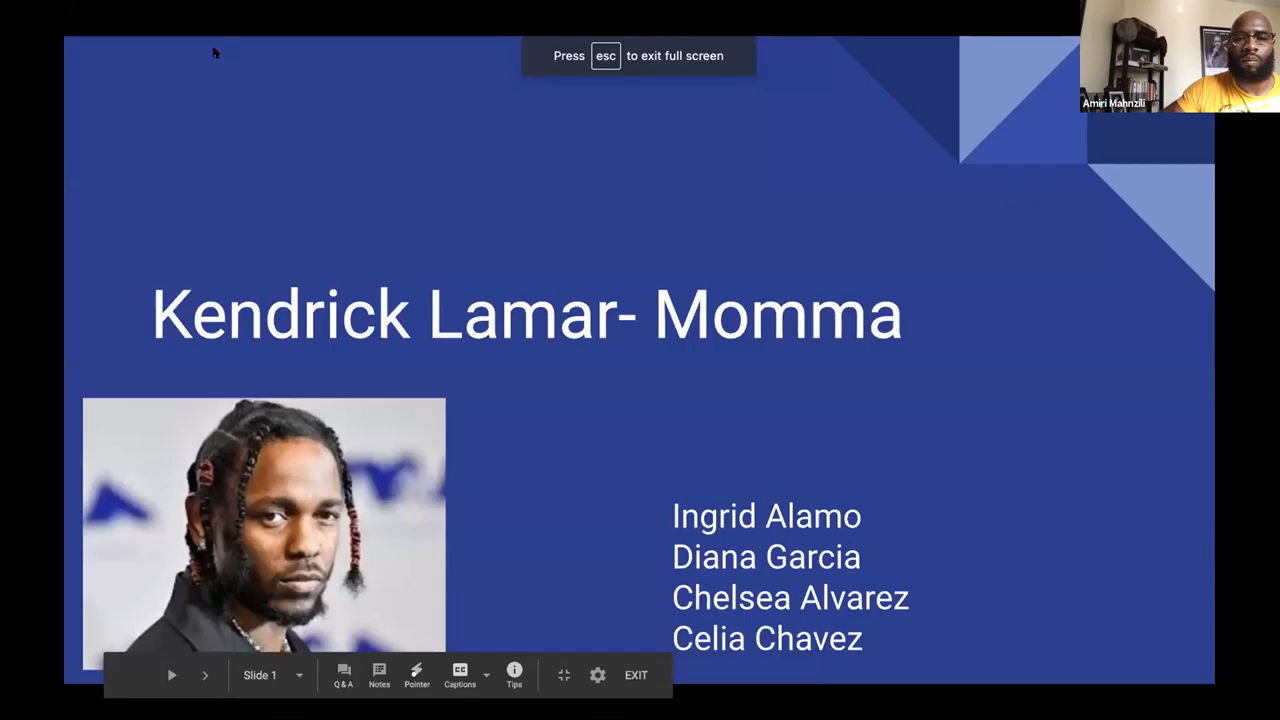 Press esc to exit full screen
Amiri Mahnzili
Kendrick Lamar- Momma
Ingrid Alamo
Diana Garcia
Chelsea Alvarez
Celia Chavez
Slide 1
Q & A
Notes
Pointer
CC
Captions
Tips
EXIT